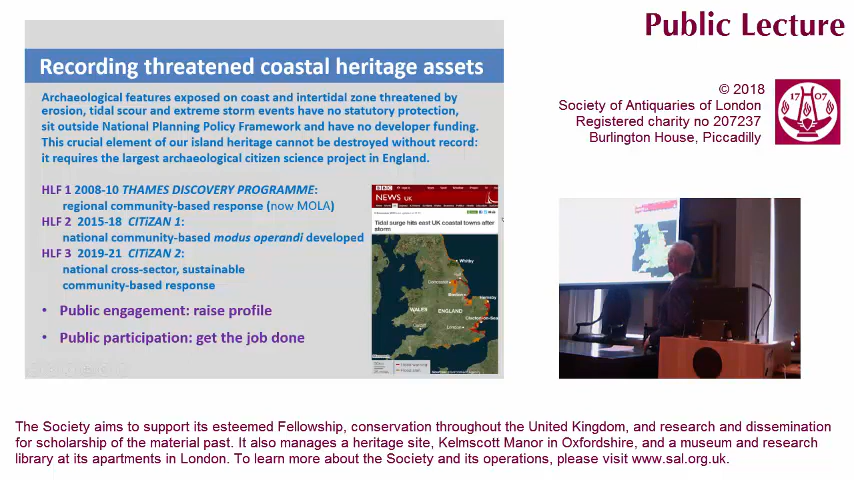 Public Lecture
Recording threatened coastal heritage assets
Archaeological features exposed on coast and intertidal zone threatened by
erosion, tidal scour and extreme storm events have no statutory protection,
sit outside National Planning Policy Framework and have no developer funding.
This crucial element of our island heritage cannot be destroyed without record:
it requires the largest archaeological citizen science project in England.
HLF 1 2008-10 THAMES DISCOVERY PROGRAMME:
regional community-based response (now MOLA)
HLF 2 2015-18 CITiZAN 1:
national community-based modus operandi developed
HLF 3 2019-21 CITiZAN 2:
national cross-sector, sustainable
community-based response
• Public engagement: raise profile
• Public participation: get the job done
BBC
NEWS UK
Tidal surge hits east UK coastal towns after
storm
Whitby
WALES
ENGLAND
London
© 2018
Society of Antiquaries of London
Registered charity no 207237
Burlington House, Piccadilly
1707
The Society aims to support its esteemed Fellowship, conservation throughout the United Kingdom, and research and dissemination
for scholarship of the material past. It also manages a heritage site, Kelmscott Manor in Oxfordshire, and a museum and research
library at its apartments in London. To learn more about the Society and its operations, please visit www.sal.org.uk.